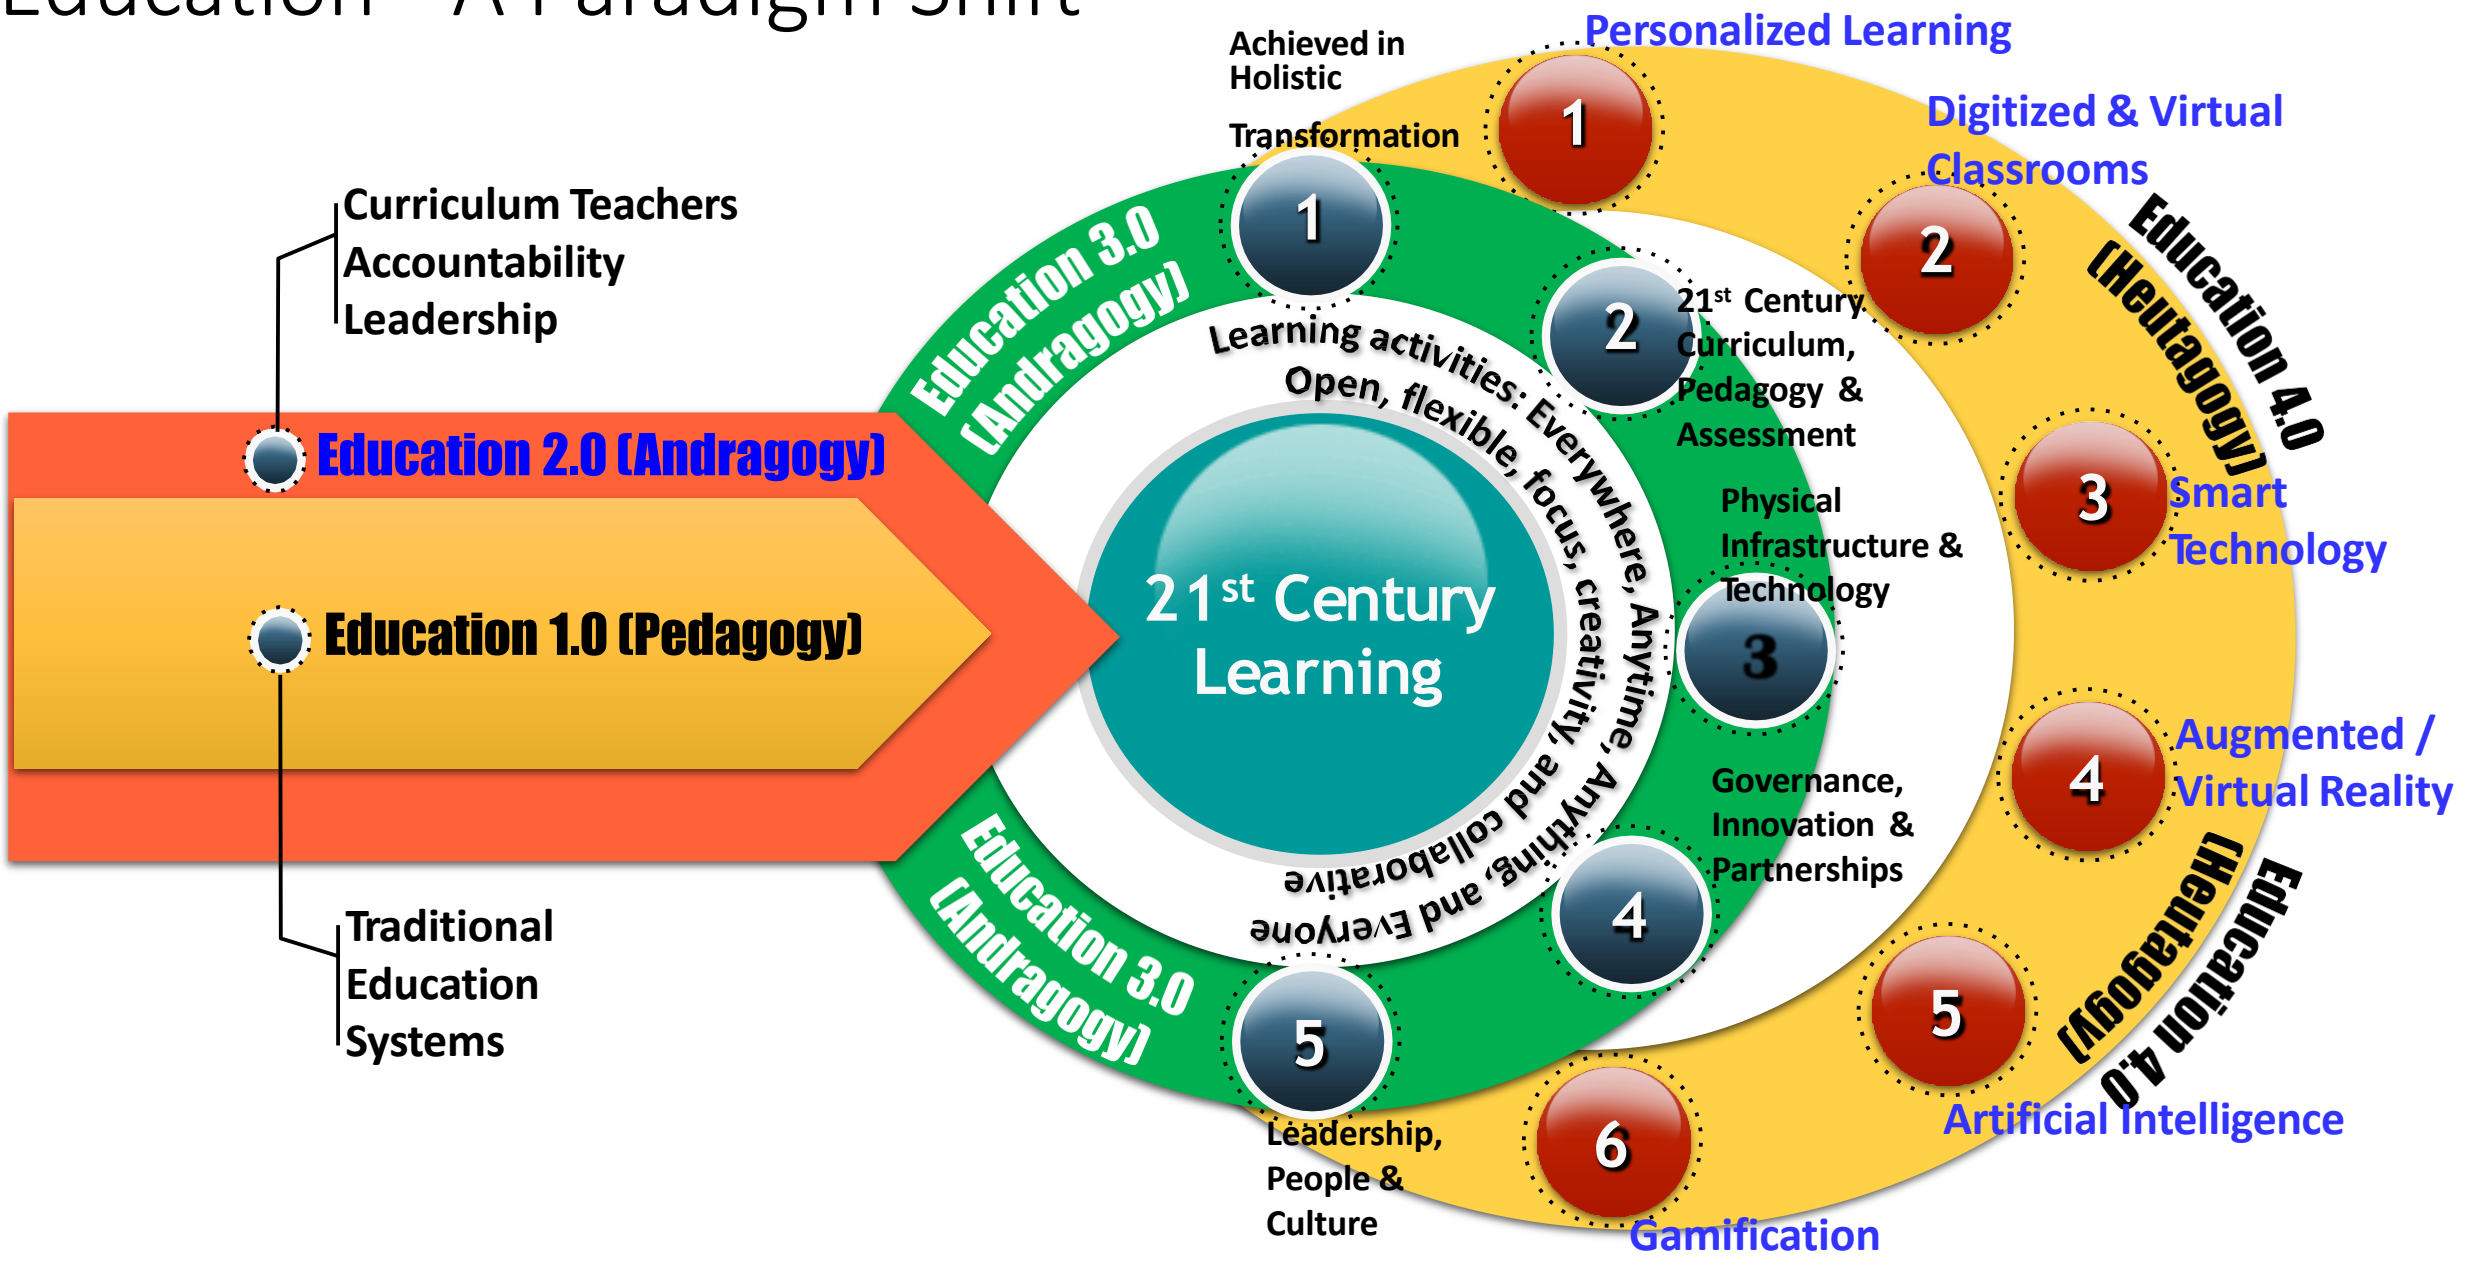 Education - A Paradigm Shift
Achieved in
Holistic
Transformation
Personalized Learning
Digitized & Virtual
Classrooms
Curriculum Teachers
Accountability
Leadership
Education 2.0 (Andragogy)
Education 1.0 (Pedagogy)
Traditional
Education
Systems
Education 3.0
(Andragogy)
1
2
3
4
5
21st Century
Curriculum,
Pedagogy &
Assessment
Physical
Infrastructure &
Technology
Governance,
Innovation &
Partnerships
Leadership,
People &
Culture
Learning activities: Everywhere, Anytime, Anything, and Everyone
Open, flexible, focus, creativity, and collaborative
21st Century
Learning
Education 3.0
(Andragogy)
1
2
3
4
5
6
Education 4.0
(Heutagogy)
Smart
Technology
Augmented /
Virtual Reality
Education 4.0
(Heutagogy)
Artificial Intelligence
Gamification